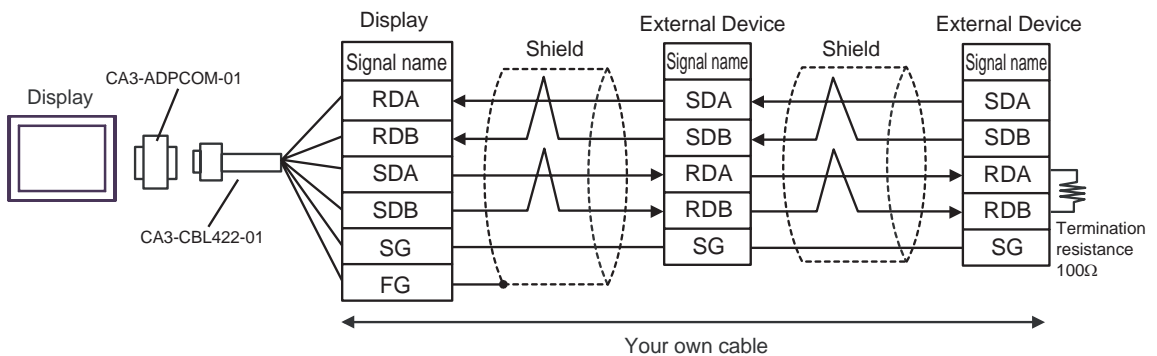 Display
CA3-ADPCOM-01
CA3-CBL422-01
Display
Signal name
RDA
RDB
SDA
SDB
SG
FG
Shield
External Device
Signal name
SDA
SDB
RDA
RDB
SG
Shield
External Device
Signal name
SDA
SDB
RDA
RDB
SG
Termination
resistance
100Ω
Your own cable